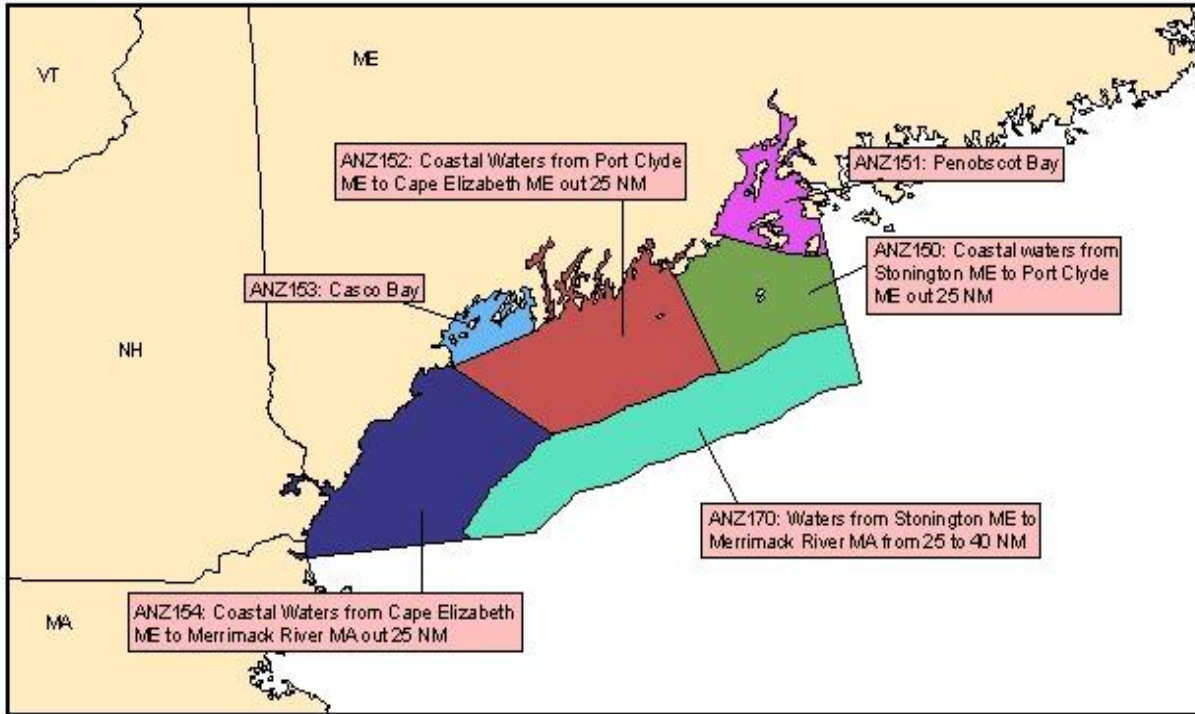 VT
ME
ANZ152: Coastal Waters from Port Clyde
ME to Cape Elizabeth ME out 25 NM
ANZ151: Penobscot Bay
ANZ150: Coastal waters from
Stonington ME to Port Clyde
ME out 25 NM
ANZ153: Casco Bay
NH
ANZ170: Waters from Stonington ME to
Merrimack River MA from 25 to 40 NM
ANZ154: Coastal Waters from Cape Elizabeth
ME to Merrimack River MA out 25 NM
MA